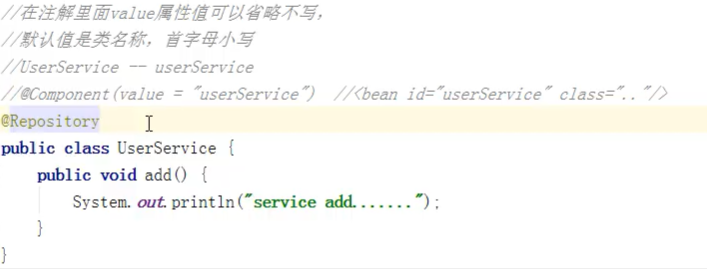 //在注解里面value属性值可以省略不写，
//默认值是类名称，首字母小写
//UserService -- userService
//@Component(value = "userService")  //<bean id="userService" class=".."/>
@Repository
public class UserService {
    public void add() {
        System.out.println("service add.......");
    }
}